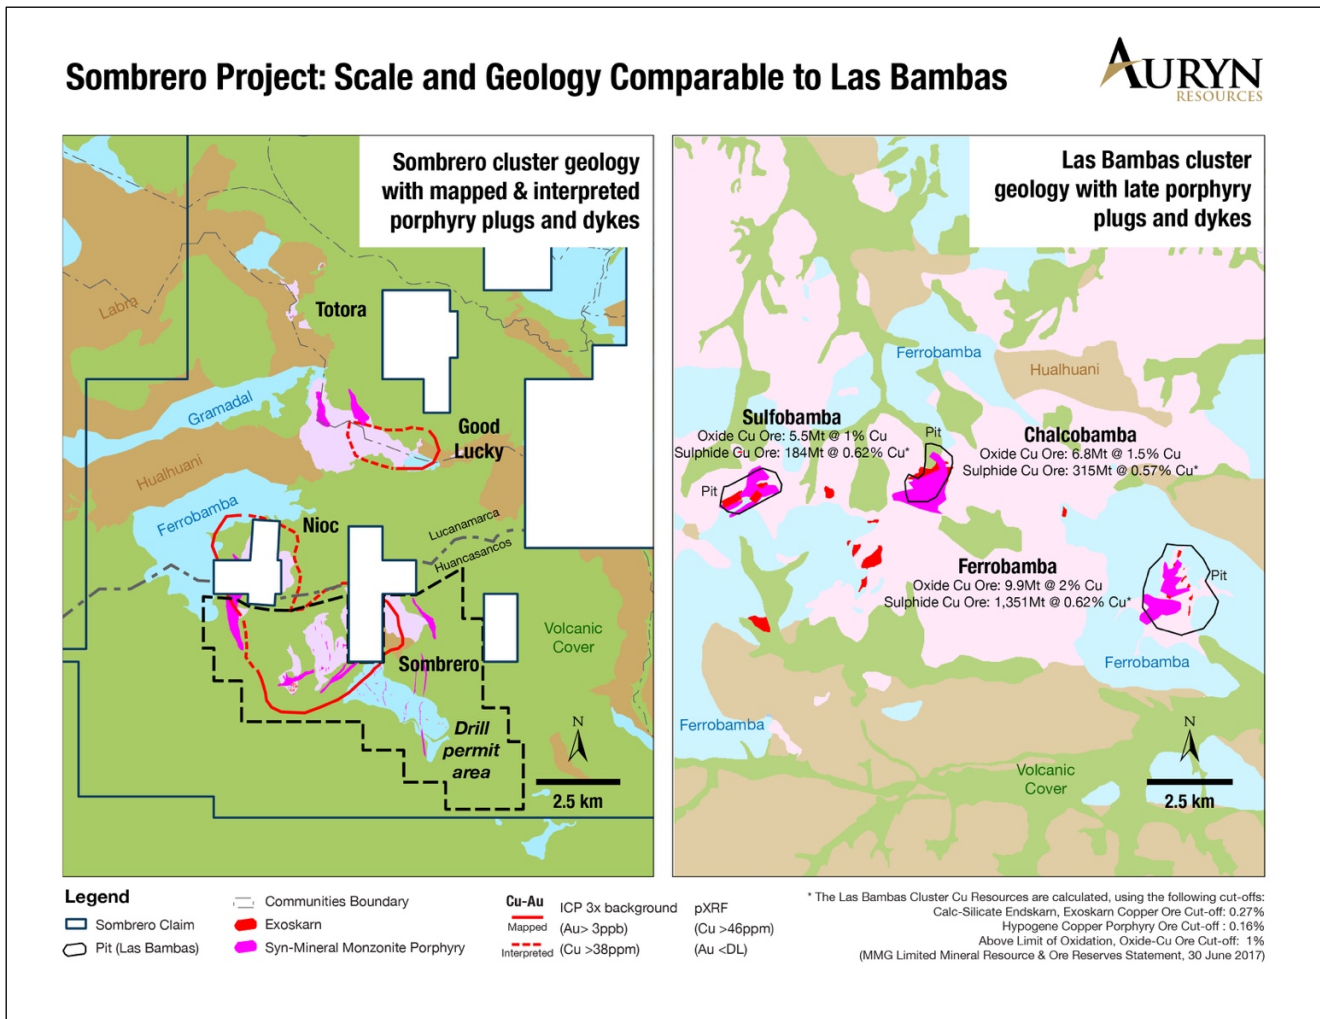 Sombrero Project: Scale and Geology Comparable to Las Bambas
AURYN
RESOURCES
Sombrero cluster geology
with mapped & interpreted
porphyry plugs and dykes
Labra
Totora
Gramadal
Good
Lucky
Hualhuani
Ferrobamba
Nioc
Lucanamarca
Huancasancos
Volcanic
Cover
Sombrero
Drill
permit
area
N
2.5 km
Las Bambas cluster
geology with late porphyry
plugs and dykes
Ferrobamba
Hualhuani
Sulfobamba
Oxide Cu Ore: 5.5Mt @ 1% Cu
Sulphide Gu Ore: 184Mt @ 0.62% Cu*
Pit
Pit
Chalcobamba
Oxide Cu Ore: 6.8Mt @ 1.5% Cu
Sulphide Cu Ore: 315Mt @ 0.57% Cu*
Ferrobamba
Oxide Cu Ore: 9.9Mt @ 2% Cu
Sulphide Cu Ore: 1,351Mt @ 0.62% Cu*
Pit
Ferrobamba
Ferrobamba
Volcanic
Cover
N
2.5 km
Legend
Sombrero Claim
Pit (Las Bambas)
Communities Boundary
Exoskarn
Syn-Mineral Monzonite Porphyry
Cu-Au
Mapped
Interpreted
ICP 3x background
(Au> 3ppb)
(Cu >38ppm)
pXRF
(Cu >46ppm)
(Au <DL)
* The Las Bambas Cluster Cu Resources are calculated, using the following cut-offs:
Calc-Silicate Endskarn, Exoskarn Copper Ore Cut-off: 0.27%
Hypogene Copper Porphyry Ore Cut-off : 0.16%
Above Limit of Oxidation, Oxide-Cu Ore Cut-off: 1%
(MMG Limited Mineral Resource & Ore Reserves Statement, 30 June 2017)